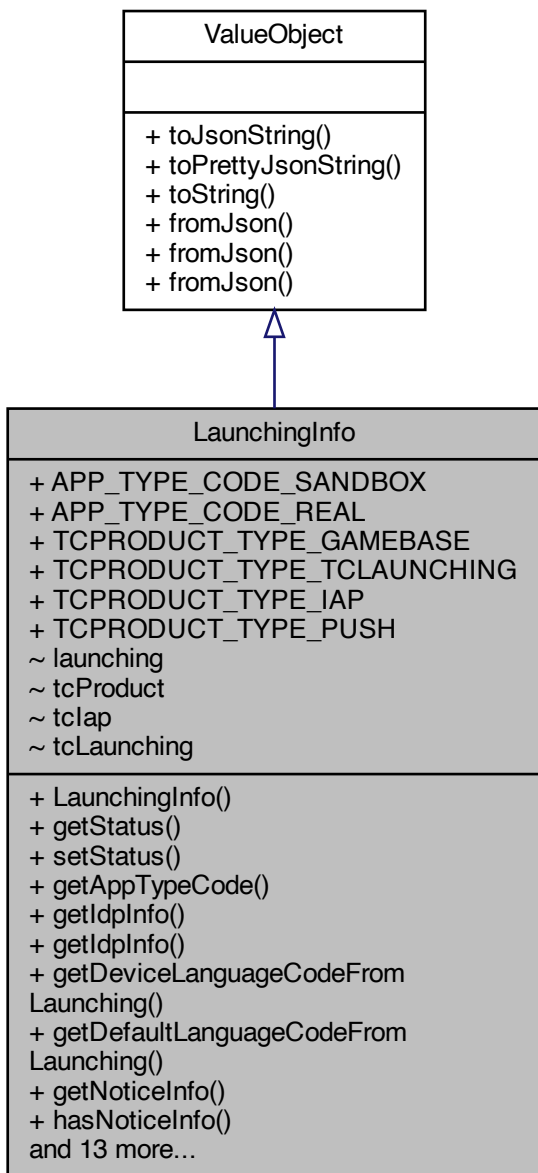 ValueObject
+ toJsonString()
+ toPrettyJsonString()
+ toString()
+ fromJson()
+ fromJson()
+ fromJson()
LaunchingInfo
+ APP_TYPE_CODE_SANDBOX
+ APP_TYPE_CODE_REAL
+ TCPRODUCT_TYPE_GAMEBASE
+ TCPRODUCT_TYPE_TCLAUNCHING
+ TCPRODUCT_TYPE_IAP
+ TCPRODUCT_TYPE_PUSH
~ launching
~ tcProduct
~ tcIap
~ tcLaunching
+ LaunchingInfo()
+ getStatus()
+ setStatus()
+ getAppTypeCode()
+ getIdpInfo()
+ getIdpInfo()
+ getDeviceLanguageCodeFrom
Launching()
+ getDefaultLanguageCodeFrom
Launching()
+ getNoticeInfo()
+ hasNoticeInfo()
and 13 more...